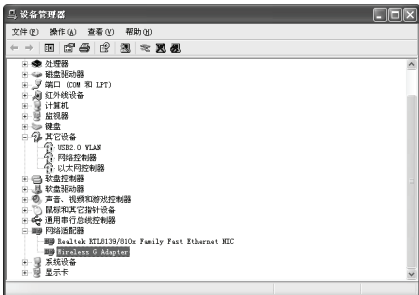 设备管理器
文件(F) 操作(A) 查看(V) 帮助(H)
处理器
磁盘驱动器
端口 (COM 和 LPT)
红外线设备
计算机
监视器
键盘
其它设备
USB2.0 WLAN
网络控制器
以太网控制器
软盘控制器
软盘驱动器
声音、视频和游戏控制器
鼠标和其它指针设备
通用串行总线控制器
网络适配器
Realtek RTL8139/810x Family Fast Ethernet NIC
Wireless G Adapter
系统设备
显示卡